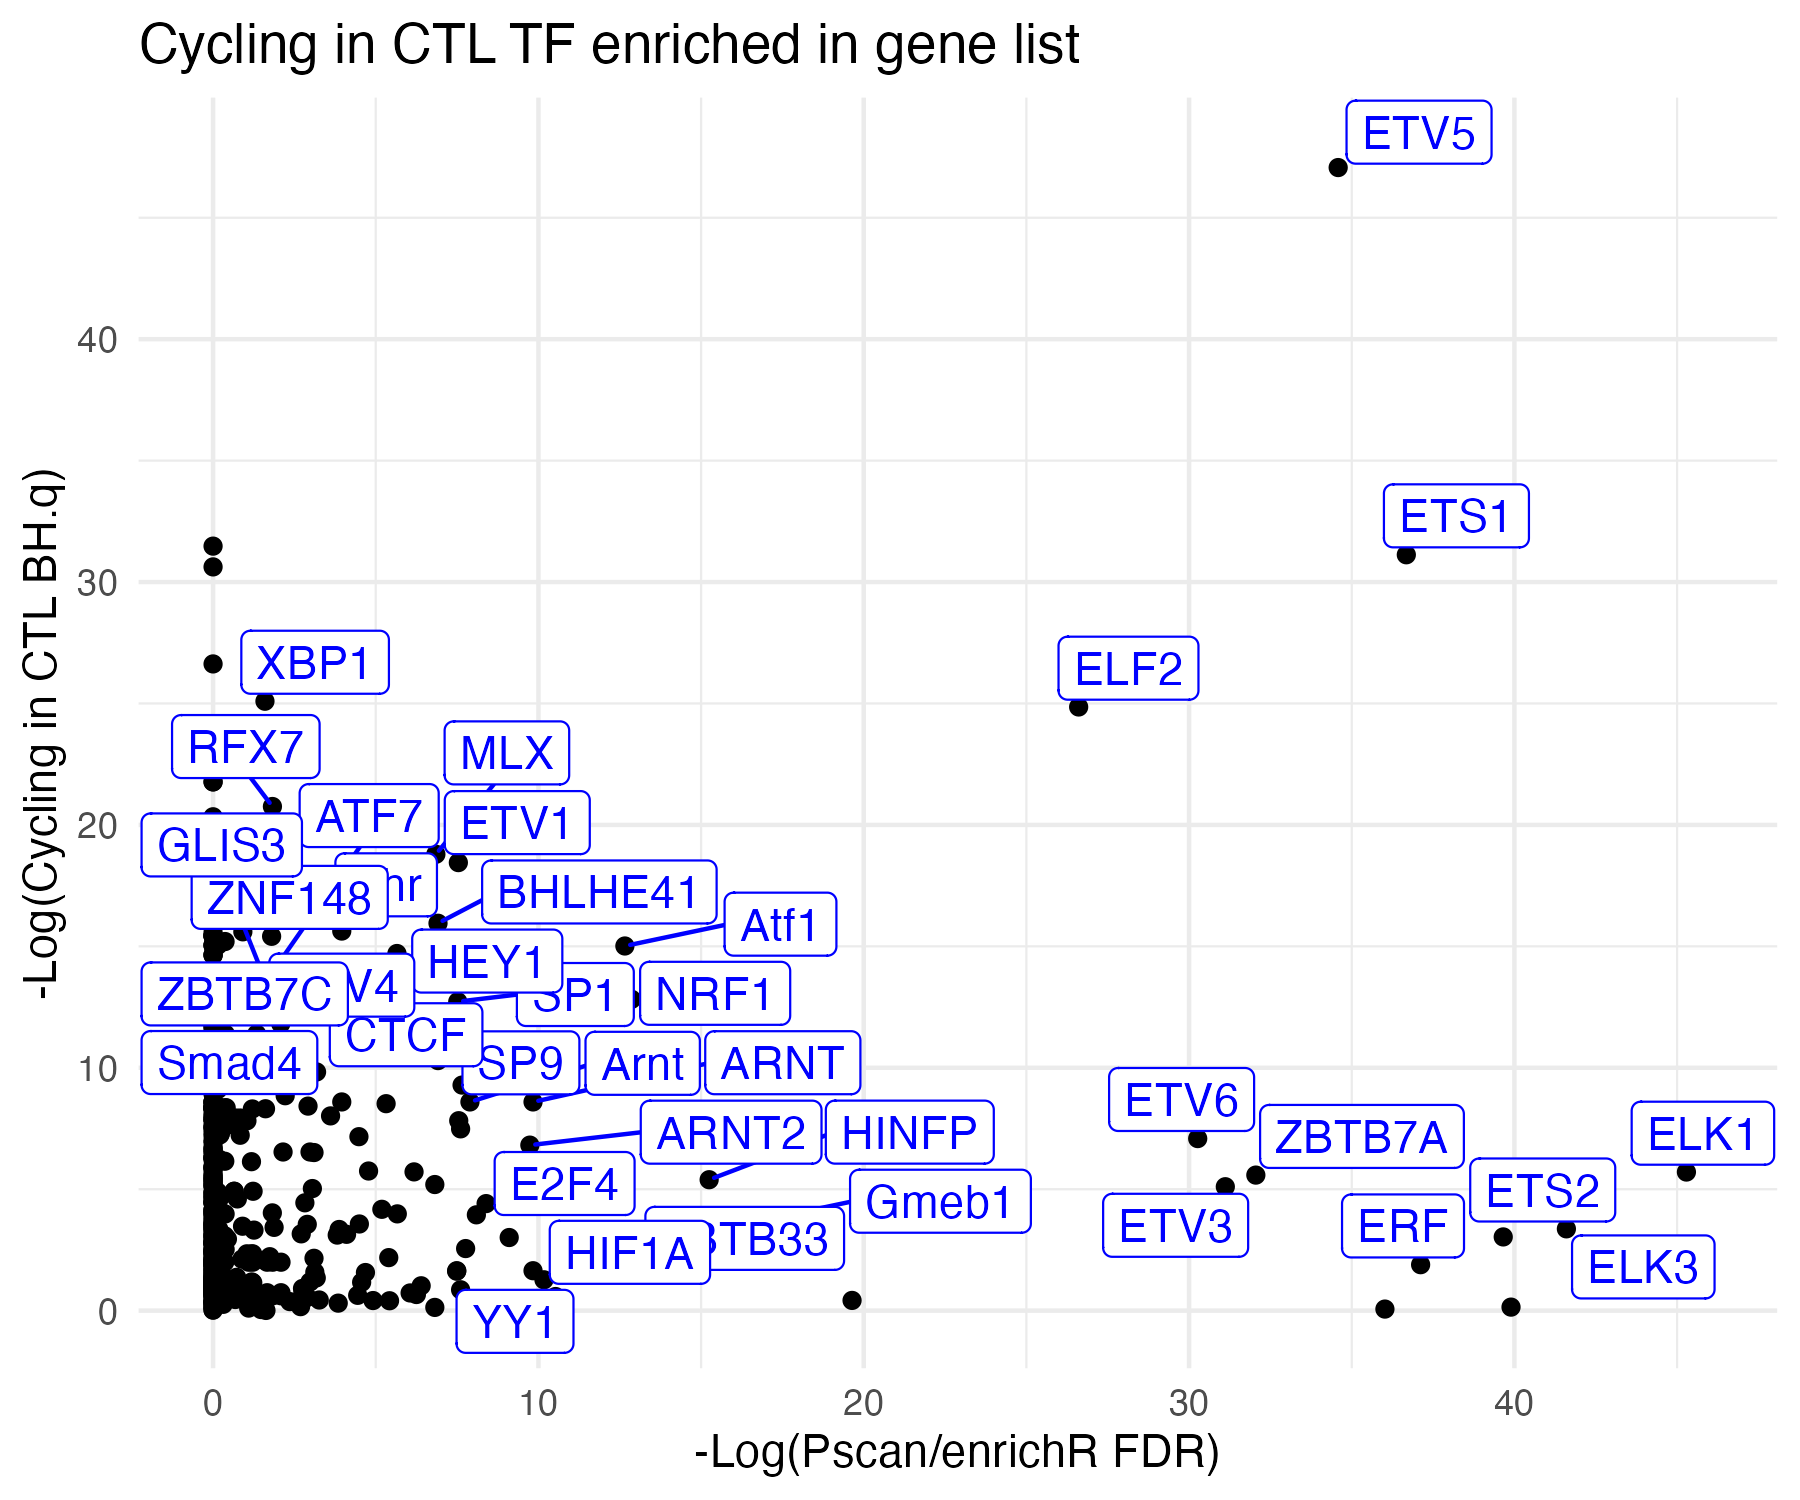 Cycling in CTL TF enriched in gene list
ETV5
40
ETS1
30
XBP1
ELF2
RFX7
MLX
ATF7
ETV1
20
GLIS3
ZNF148
BHLHE41
Atf1
HEY1
ZBTB7C
V4
SP1
NRF1
CTCF
Smad4
10
SP9
Arnt
ARNT
ETV6
ARNT2
HINFP
ZBTB7A
ELK1
E2F4
ETS2
Gmeb1
ETV3
ERF
HIF1A
TB33
ELK3
YY1
0
0
10
20
30
40
-Log(Pscan/enrichR FDR)
-Log(Cycling in CTL BH.q)